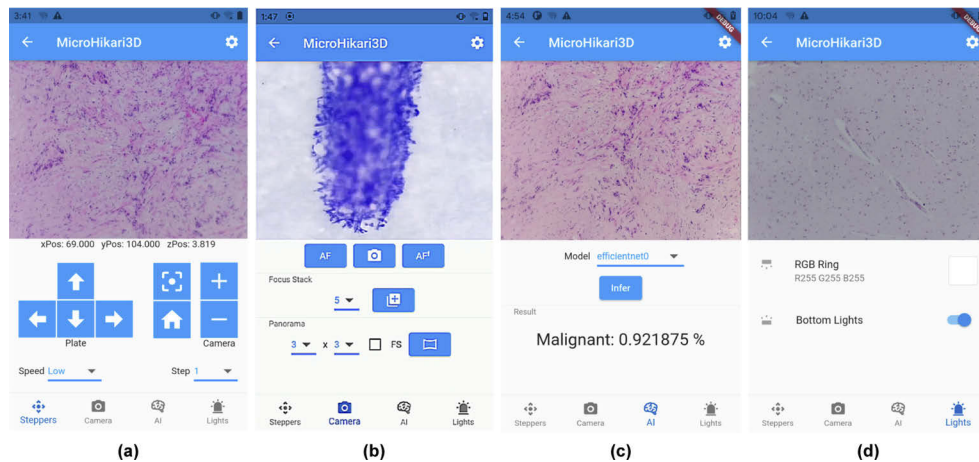 3:41
MicroHikari3D
xPos: 69.000 yPos: 104.000 zPos: 3.819
Plate
Camera
Speed Low
Step 1
Steppers Camera AI Lights
(a)
1:47
MicroHikari3D
AF AFf
Focus Stack
5
Panorama
3 x 3 FS
Steppers Camera AI Lights
(b)
4:54
MicroHikari3D
DEBUG
Model efficientnet0
Infer
Result
Malignant: 0.921875 %
Steppers Camera AI Lights
(c)
10:04
MicroHikari3D
DEBUG
RGB Ring
R255 G255 B255
Bottom Lights
Steppers Camera AI Lights
(d)